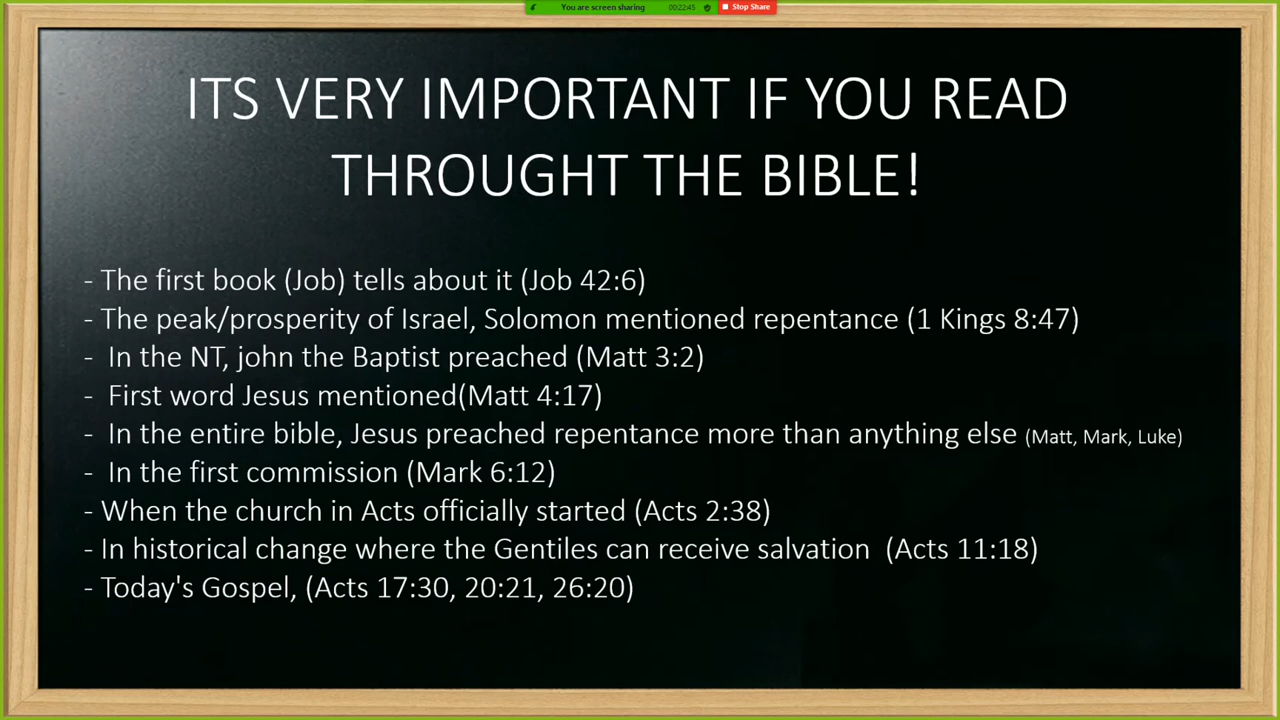 You are screen sharing 00:22:45 Stop Share
ITS VERY IMPORTANT IF YOU READ
THROUGHT THE BIBLE!
- The first book (Job) tells about it (Job 42:6)
- The peak/prosperity of Israel, Solomon mentioned repentance (1 Kings 8:47)
- In the NT, john the Baptist preached (Matt 3:2)
- First word Jesus mentioned(Matt 4:17)
- In the entire bible, Jesus preached repentance more than anything else (Matt, Mark, Luke)
- In the first commission (Mark 6:12)
- When the church in Acts officially started (Acts 2:38)
- In historical change where the Gentiles can receive salvation (Acts 11:18)
- Today's Gospel, (Acts 17:30, 20:21, 26:20)